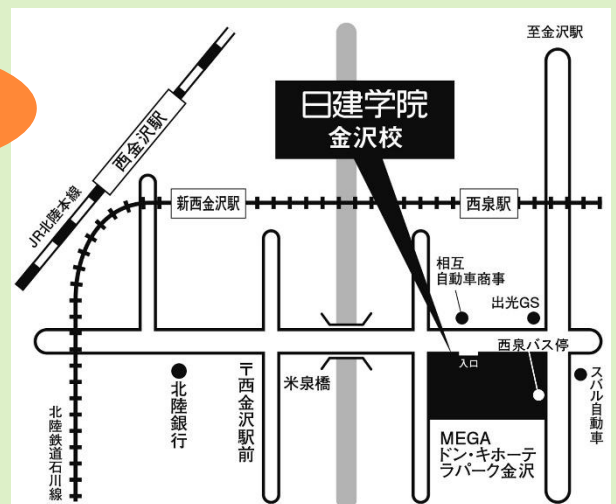 至金沢駅
日建学院
金沢校
西金沢駅
JR北陸本線
新西金沢駅
西泉駅
相互
自動車商事
出光GS
西泉バス停
入口
スバル自動車
北陸銀行
〒西金沢駅前
米泉橋
北陸鉄道石川線
MEGA
ドン・キホーテ
ラパーク金沢